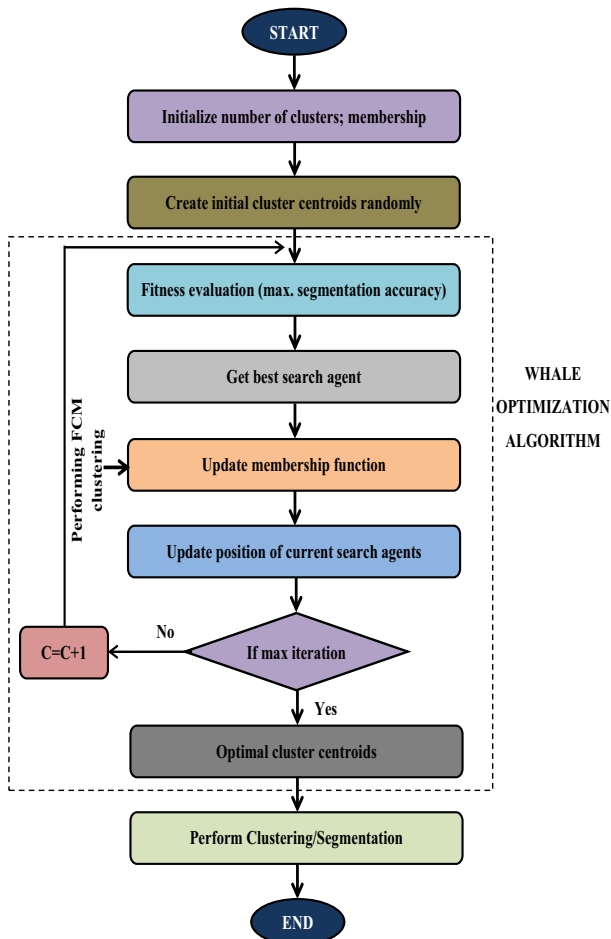 START
Initialize number of clusters; membership
Create initial cluster centroids randomly
Fitness evaluation (max. segmentation accuracy)
Get best search agent
WHALE
OPTIMIZATION
ALGORITHM
Performing FCM
clustering
Update membership function
Update position of current search agents
No
C=C+1
If max iteration
Yes
Optimal cluster centroids
Perform Clustering/Segmentation
END